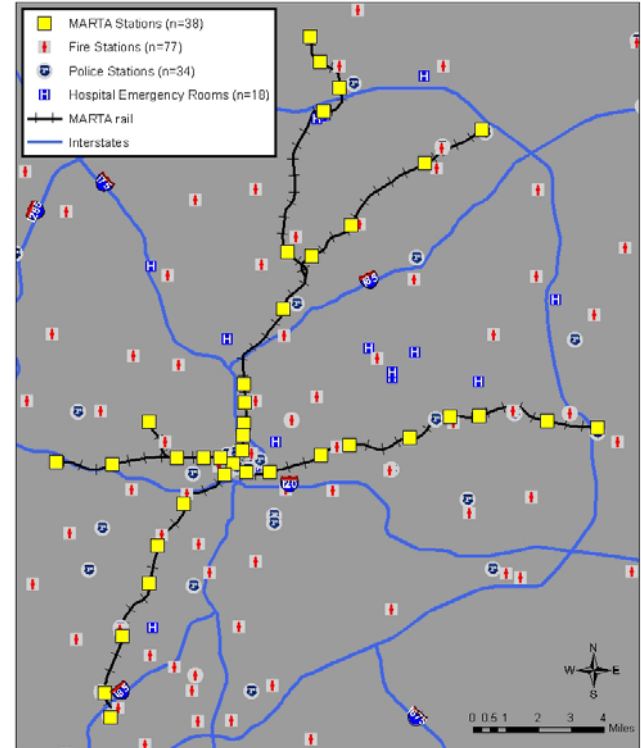 MARTA Stations (n=38)
Fire Stations (n=77)
Police Stations (n=34)
H Hospital Emergency Rooms (n=18)
MARTA rail
Interstates
H
H
75
285
H
85
H
H
H
H
H
H
H
H
20
H
85
N
W E
S
0 0.5 1 2 3 4
Miles